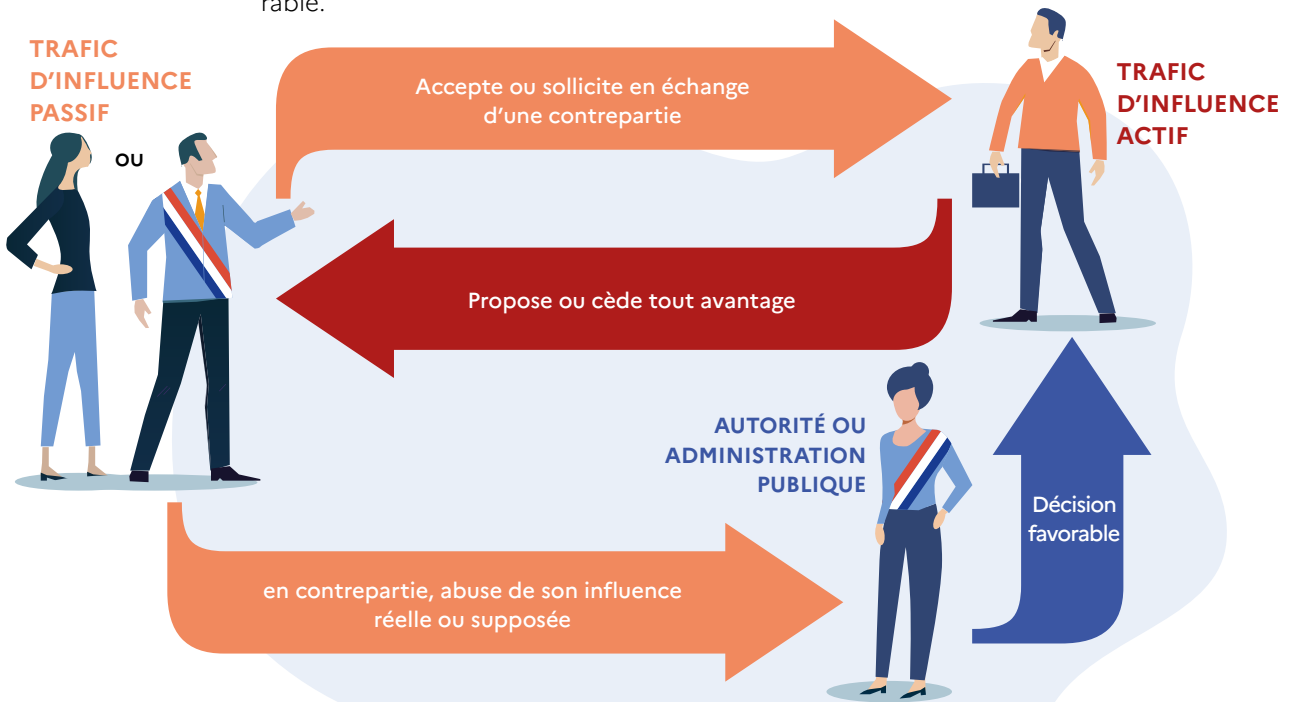 rable.
TRAFIC
D'INFLUENCE
PASSIF
OU
Accepte ou sollicite en échange
d'une contrepartie
TRAFIC
D'INFLUENCE
ACTIF
Propose ou cède tout avantage
AUTORITÉ OU
ADMINISTRATION
PUBLIQUE
Décision
favorable
en contrepartie, abuse de son influence
réelle ou supposée